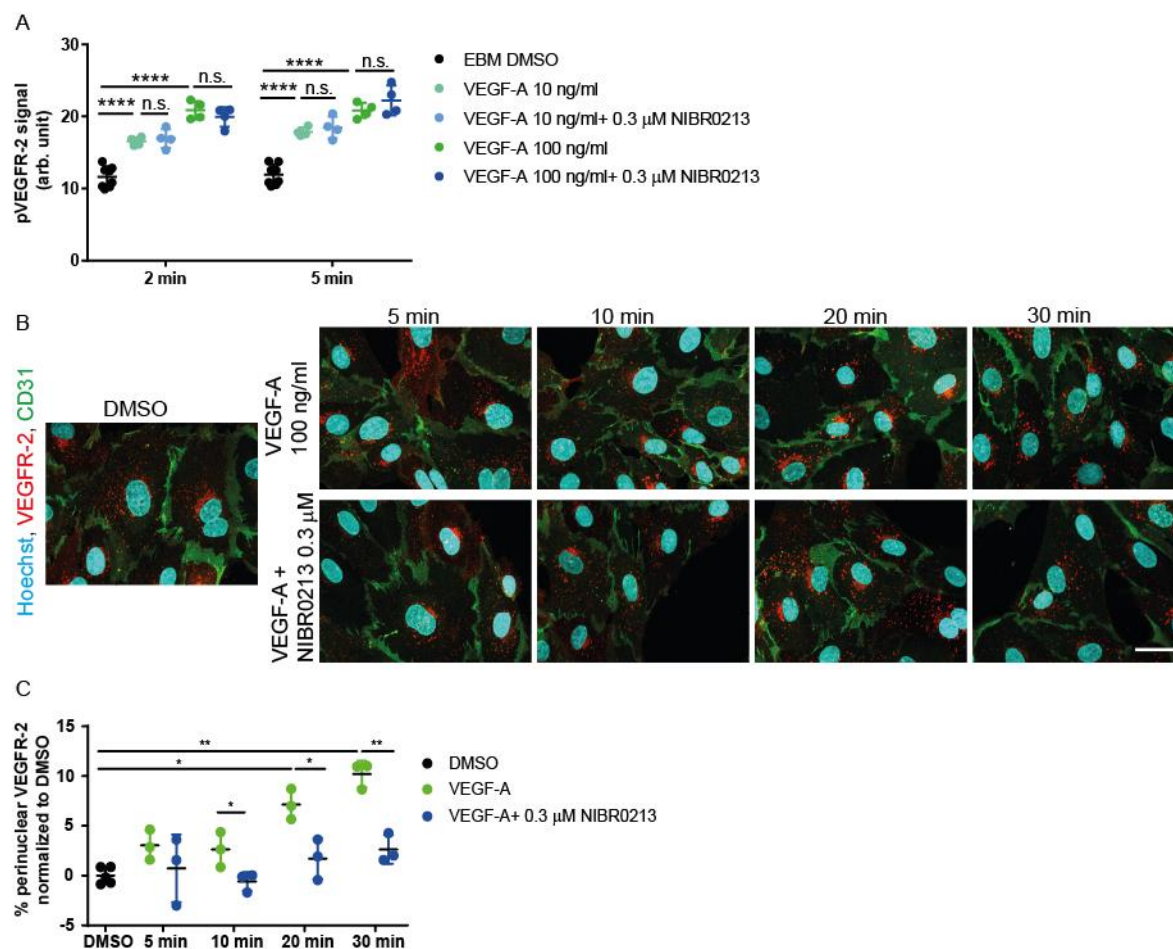 A
30
20
10
0
pVEGFR-2 signal
(arb. unit)
****
n.s.
****
n.s.
****
n.s.
****
n.s.
2 min
5 min
EBM DMSO
VEGF-A 10 ng/ml
VEGF-A 10 ng/ml+ 0.3 μM NIBR0213
VEGF-A 100 ng/ml
VEGF-A 100 ng/ml+ 0.3 μM NIBR0213
B
5 min
10 min
20 min
30 min
Hoechst, VEGFR-2, CD31
DMSO
VEGF-A
100 ng/ml
VEGF-A +
NIBR0213 0.3 μM
C
15
10
5
0
-5
% perinuclear VEGFR-2
normalized to DMSO
**
**
*
*
*
DMSO
5 min
10 min
20 min
30 min
DMSO
VEGF-A
VEGF-A+ 0.3 μM NIBR0213